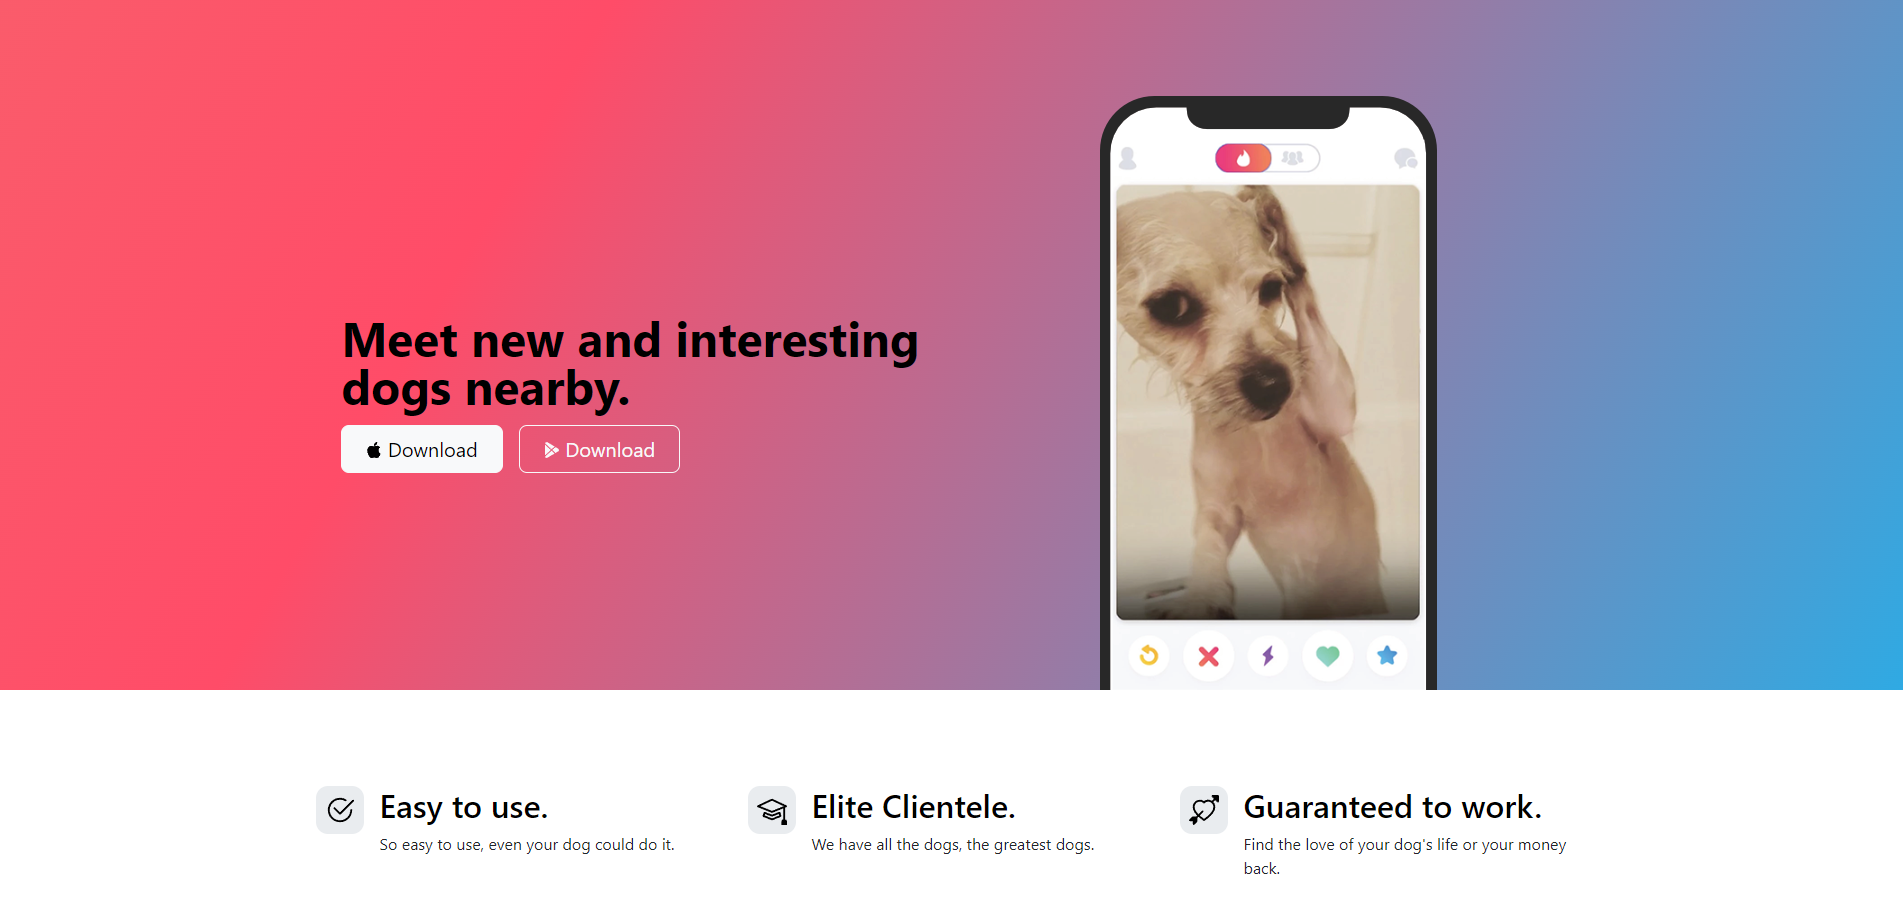 Meet new and interesting
dogs nearby.
Download
Download
Easy to use.
So easy to use, even your dog could do it.
Elite Clientele.
We have all the dogs, the greatest dogs.
Guaranteed to work.
Find the love of your dog's life or your money
back.